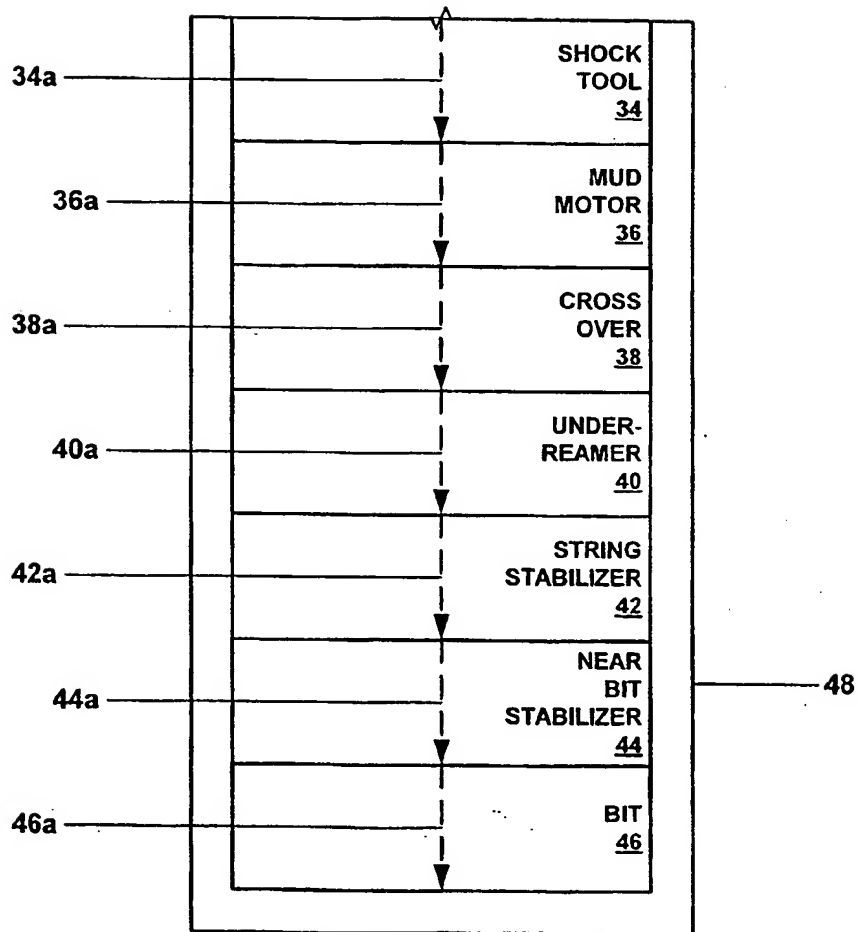 SHOCK
TOOL
34
34a
MUD
MOTOR
36
36a
CROSS
OVER
38
38a
UNDER-
REAMER
40
40a
STRING
STABILIZER
42
42a
NEAR
BIT
STABILIZER
44
44a
48
BIT
46
46a